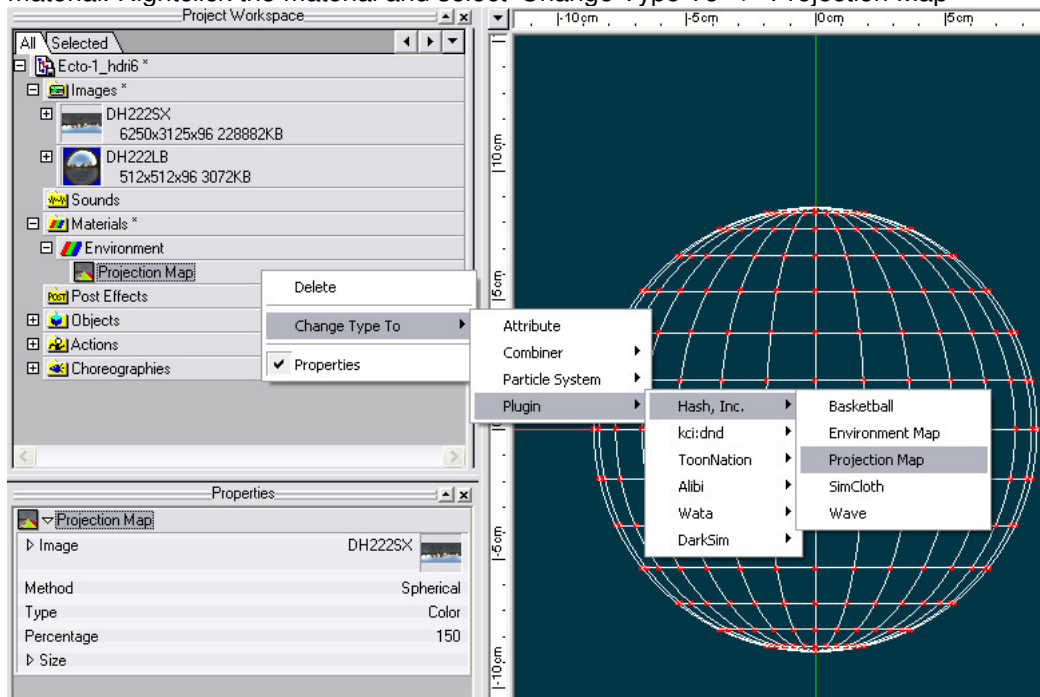 material. Rightclick the material and select 'Change Type To' -> 'Projection Map'
Project Workspace
All Selected
Ecto-1_hdri6 *
Images *
DH222SX
6250x3125x96 228882KB
DH222LB
512x512x96 3072KB
Sounds
Materials *
Environment
Projection Map
Post Post Effects
Objects
Actions
Choreographies
Delete
Change Type To
Properties
Attribute
Combiner
Particle System
Plugin
Hash, Inc.
kci:dnd
ToonNation
Alibi
Wata
DarkSim
Basketball
Environment Map
Projection Map
SimCloth
Wave
Properties
Projection Map
Image DH222SX
Method Spherical
Type Color
Percentage 150
Size
|-10cm |-5cm |0cm |5cm
|10cm
|5cm
|-5cm
|-10cm